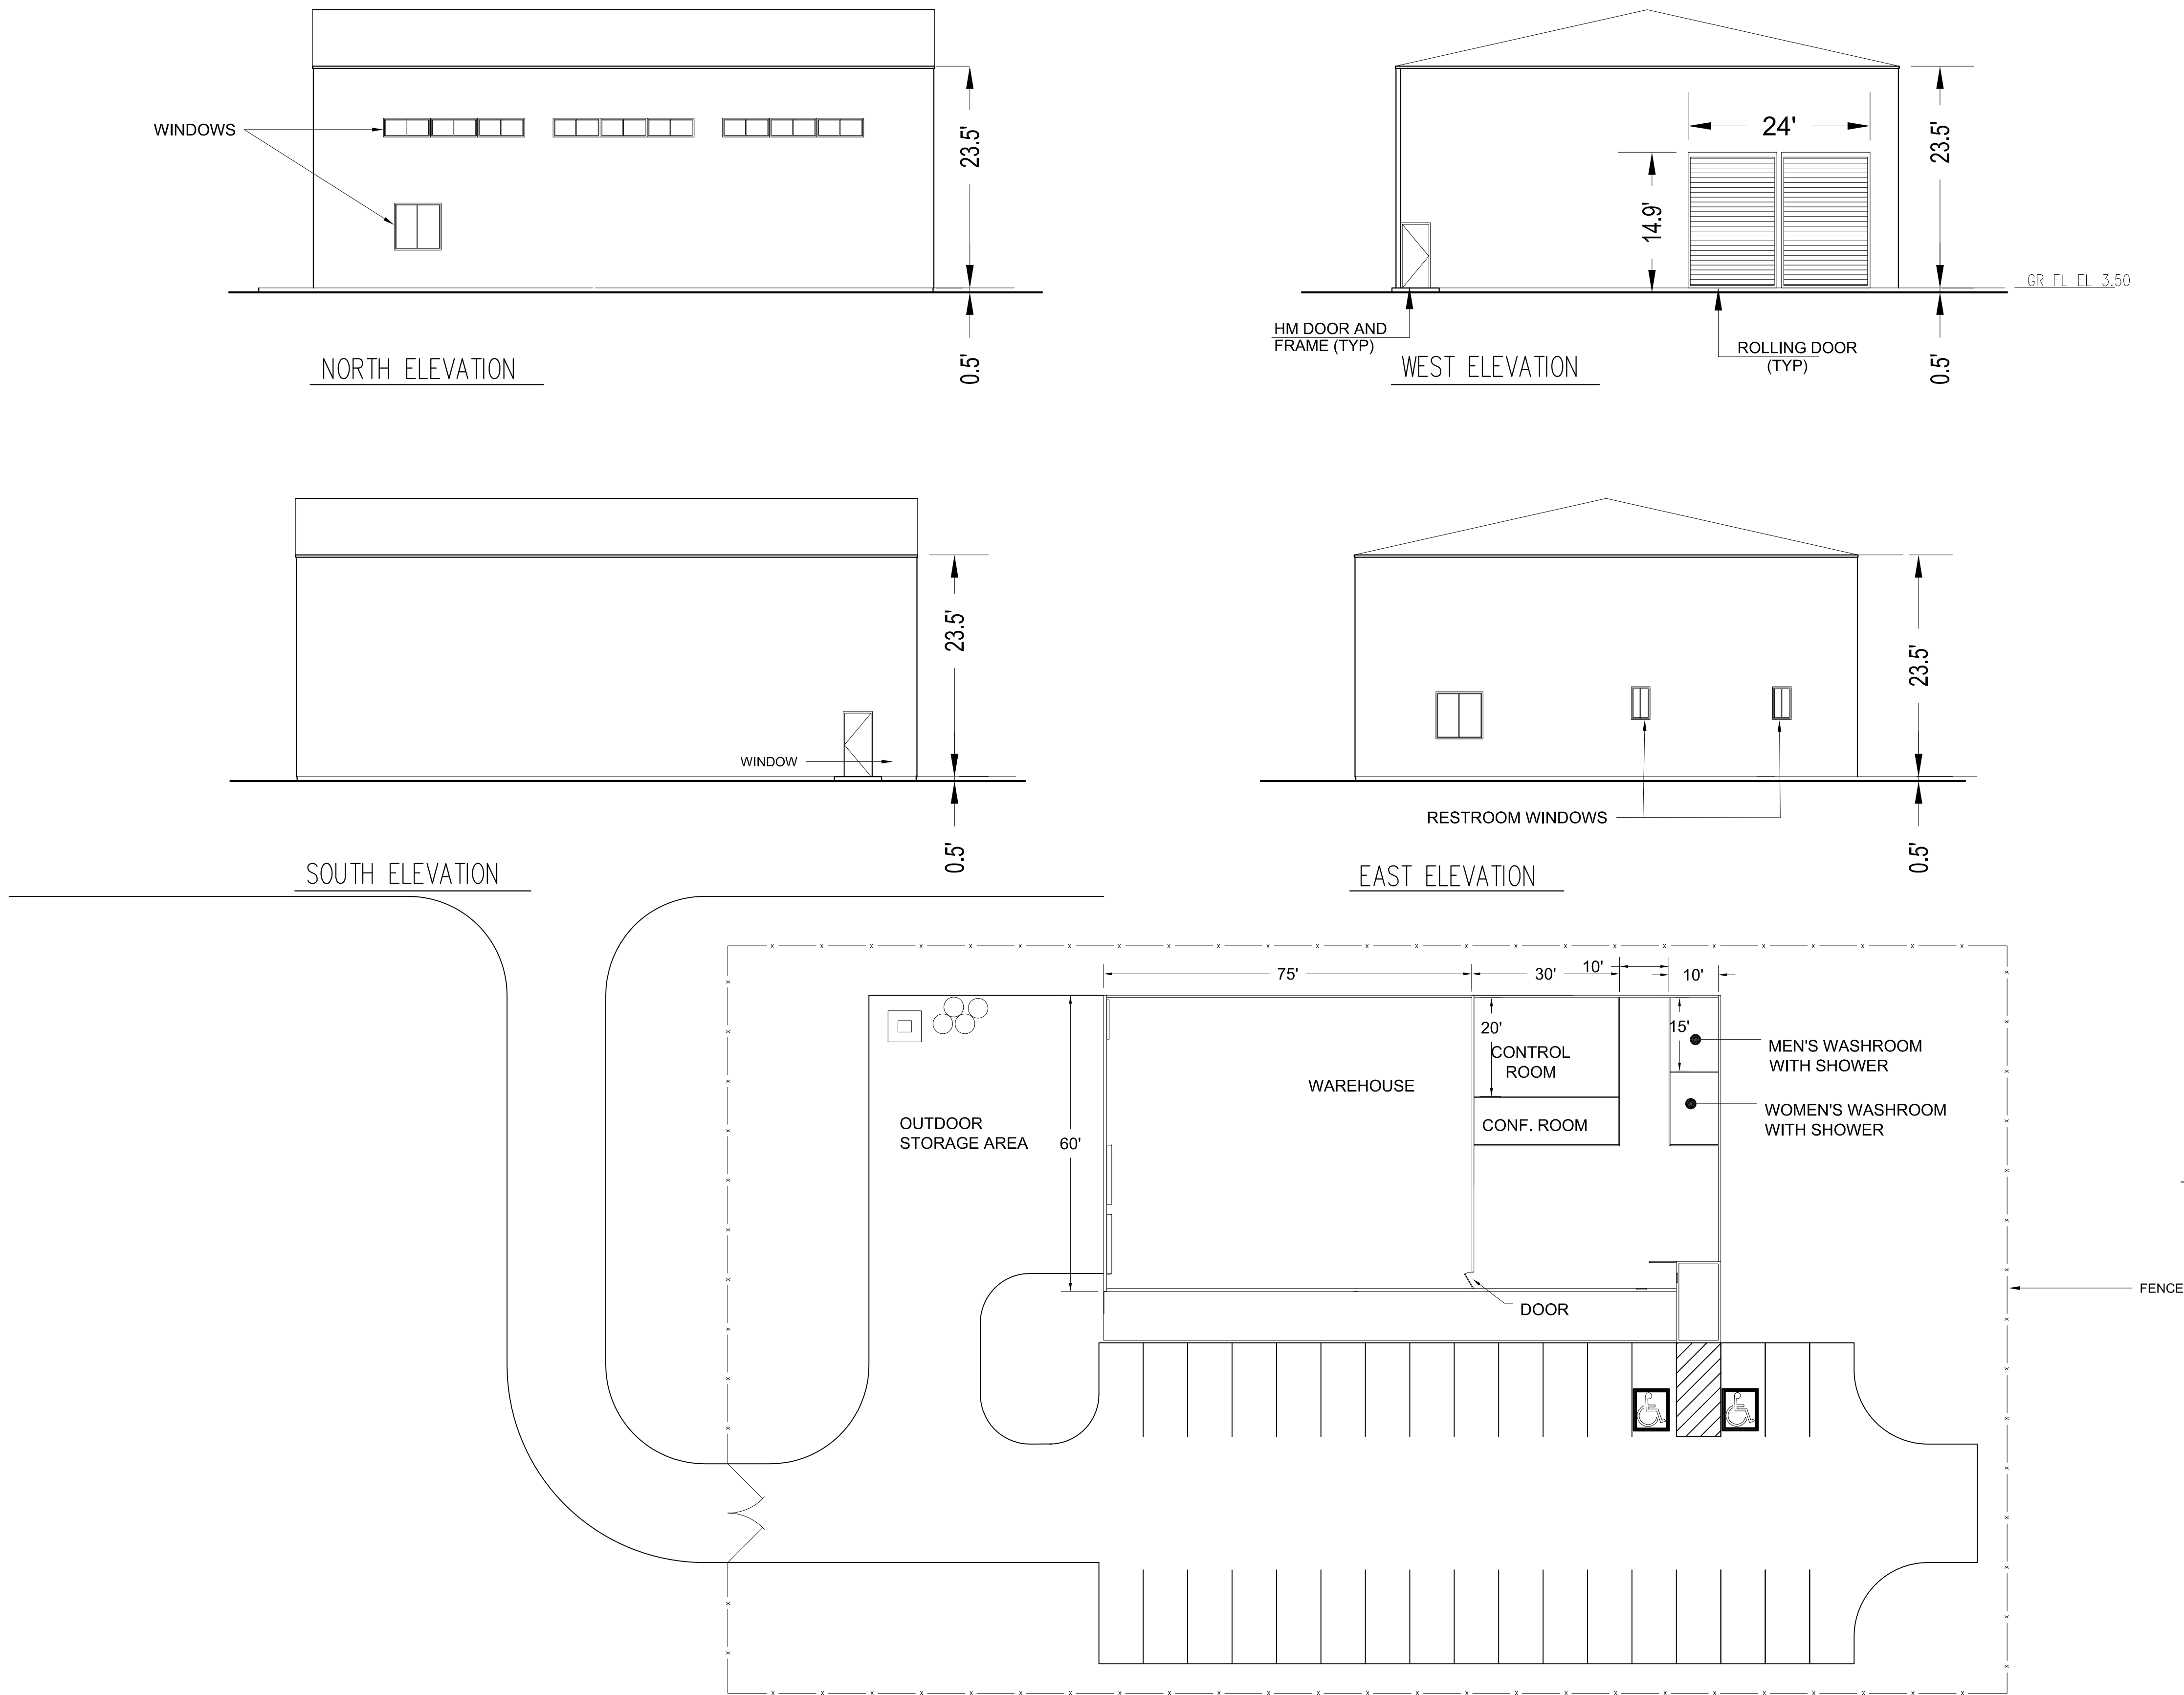 WINDOWS
23.5'
0.5'
NORTH ELEVATION
24'
14.9'
23.5'
GR FL EL 3.50
HM DOOR AND
FRAME (TYP)
ROLLING DOOR
(TYP)
0.5'
WEST ELEVATION
23.5'
WINDOW
0.5'
SOUTH ELEVATION
23.5'
RESTROOM WINDOWS
0.5'
EAST ELEVATION
75'
30'
10'
10'
20'
15'
CONTROL
ROOM
MEN'S WASHROOM
WITH SHOWER
WAREHOUSE
WOMEN'S WASHROOM
WITH SHOWER
OUTDOOR
STORAGE AREA
60'
CONF. ROOM
FENCE
DOOR